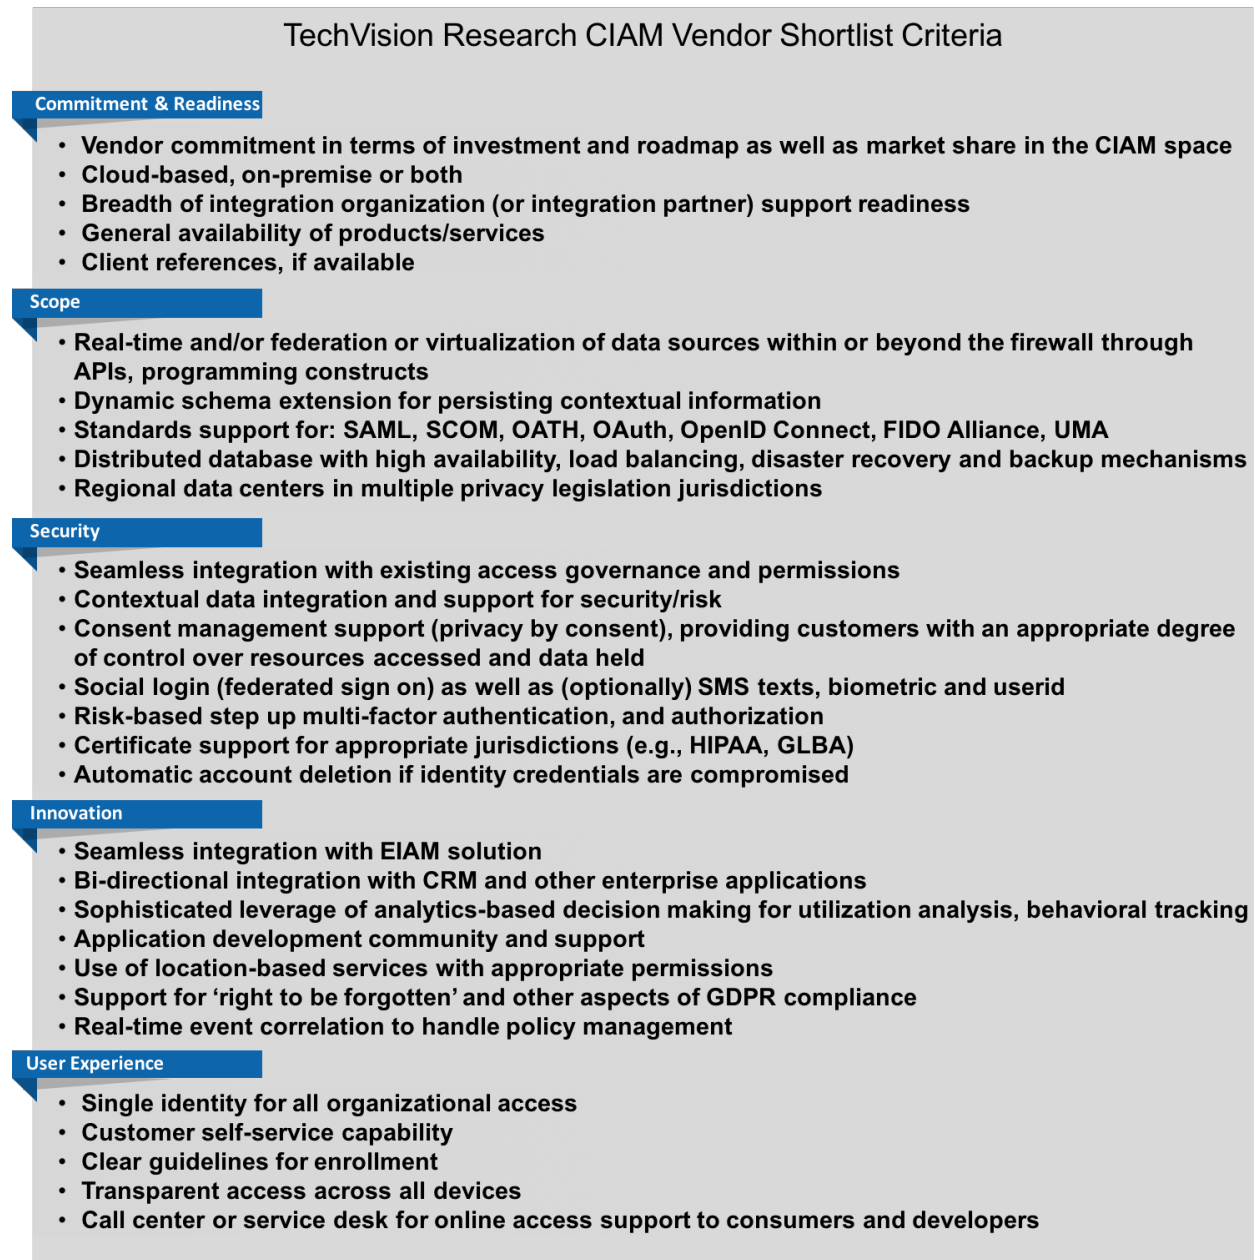 TechVision Research CIAM Vendor Shortlist Criteria
Commitment & Readiness
• Vendor commitment in terms of investment and roadmap as well as market share in the CIAM space
• Cloud-based, on-premise or both
• Breadth of integration organization (or integration partner) support readiness
• General availability of products/services
• Client references, if available
Scope
• Real-time and/or federation or virtualization of data sources within or beyond the firewall through
APIs, programming constructs
• Dynamic schema extension for persisting contextual information
• Standards support for: SAML, SCOM, OATH, OAuth, OpenID Connect, FIDO Alliance, UMA
• Distributed database with high availability, load balancing, disaster recovery and backup mechanisms
• Regional data centers in multiple privacy legislation jurisdictions
Security
• Seamless integration with existing access governance and permissions
• Contextual data integration and support for security/risk
• Consent management support (privacy by consent), providing customers with an appropriate degree
of control over resources accessed and data held
• Social login (federated sign on) as well as (optionally) SMS texts, biometric and userid
• Risk-based step up multi-factor authentication, and authorization
• Certificate support for appropriate jurisdictions (e.g., HIPAA, GLBA)
• Automatic account deletion if identity credentials are compromised
Innovation
• Seamless integration with EIAM solution
• Bi-directional integration with CRM and other enterprise applications
• Sophisticated leverage of analytics-based decision making for utilization analysis, behavioral tracking
• Application development community and support
• Use of location-based services with appropriate permissions
• Support for ‘right to be forgotten’ and other aspects of GDPR compliance
• Real-time event correlation to handle policy management
User Experience
• Single identity for all organizational access
• Customer self-service capability
• Clear guidelines for enrollment
• Transparent access across all devices
• Call center or service desk for online access support to consumers and developers